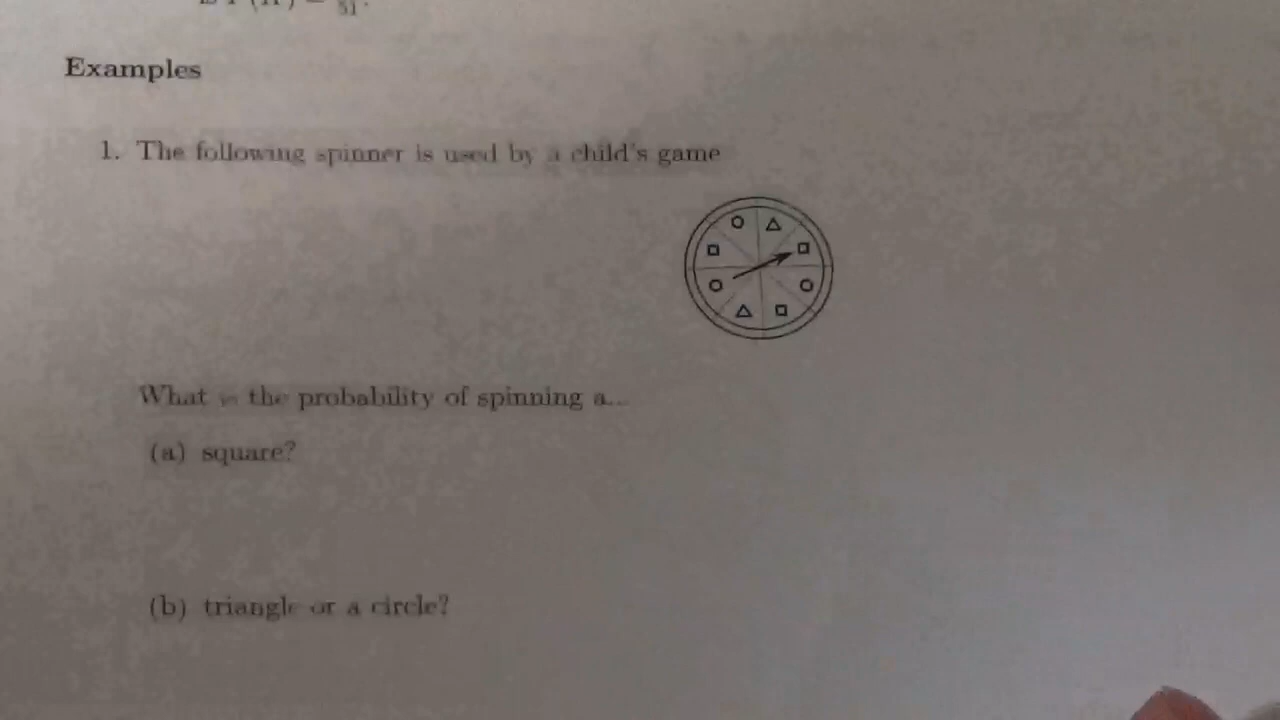 Examples
1. The following spinner is used by a child's game
What is the probability of spinning a...
(a) square?
(b) triangle or a circle?